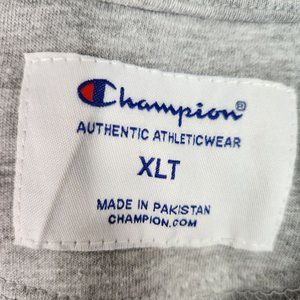 Champion®
AUTHENTIC ATHLETICWEAR
XLT
MADE IN PAKISTAN
CHAMPION.COM